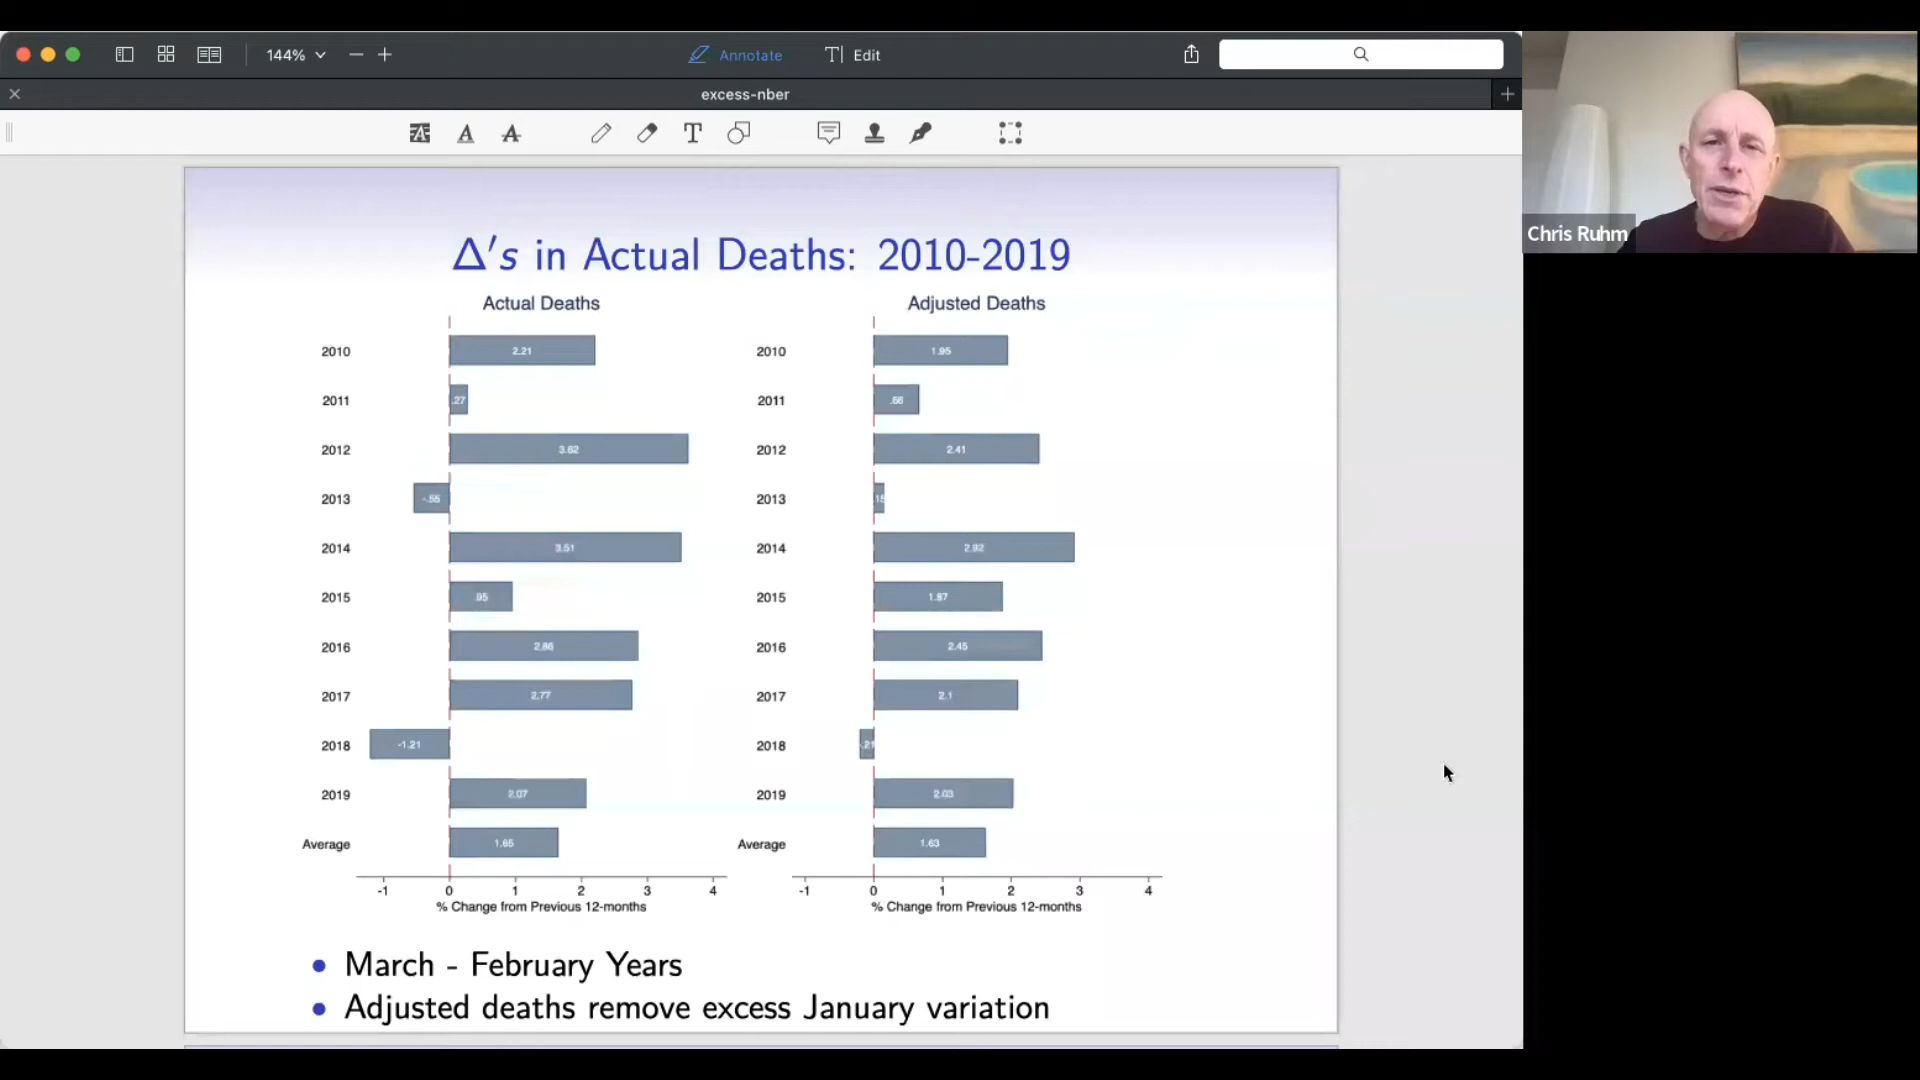 144%
Annotate
Edit
excess-nber
Chris Ruhm
Δ's in Actual Deaths: 2010-2019
Actual Deaths
2010 2.21
2011 .27
2012 3.62
2013 -.55
2014 3.51
2015 .95
2016 2.86
2017 2.77
2018 -1.21
2019 2.07
Average 1.65
-1 0 1 2 3 4
% Change from Previous 12-months
Adjusted Deaths
2010 1.95
2011 .66
2012 2.41
2013 .15
2014 2.92
2015 1.87
2016 2.45
2017 2.1
2018 -.21
2019 2.03
Average 1.63
-1 0 1 2 3 4
% Change from Previous 12-months
• March - February Years
• Adjusted deaths remove excess January variation